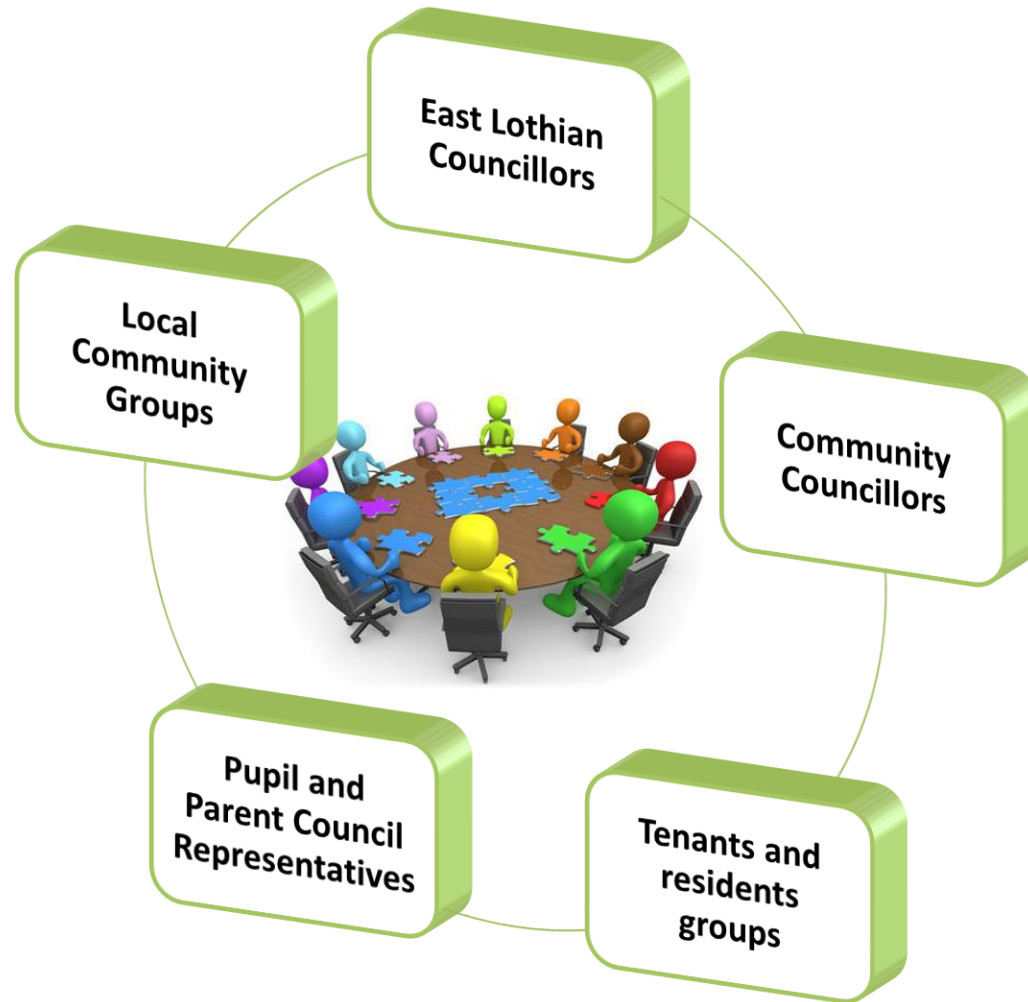 East Lothian
Councillors
Local
Community
Groups
Community
Councillors
Pupil and
Parent Council
Representatives
Tenants and
residents
groups